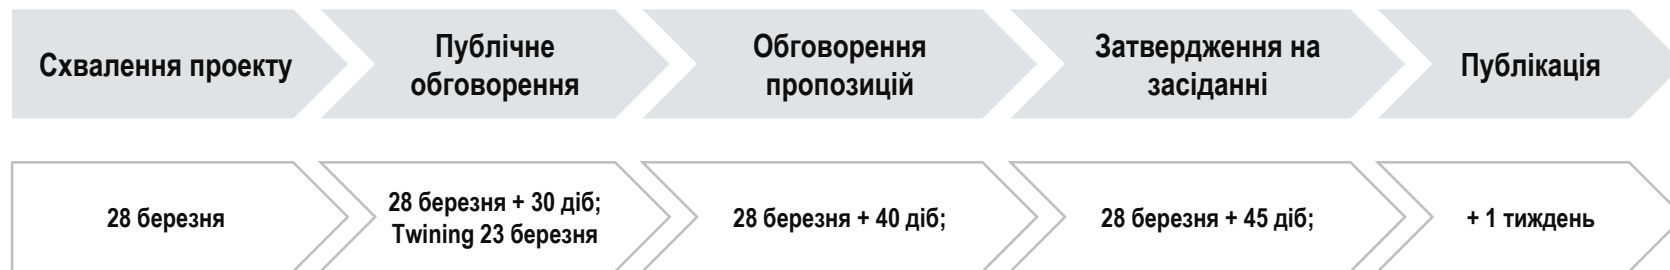 Схвалення проекту
Публічне
обговорення
Обговорення
пропозицій
Затвердження на
засіданні
Публікація
28 березня
28 березня + 30 діб;
Twining 23 березня
28 березня + 40 діб;
28 березня + 45 діб;
+ 1 тиждень